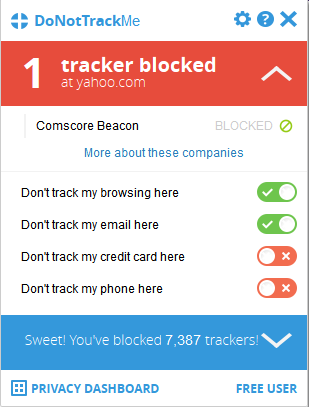 DoNotTrackMe
1 tracker blocked
at yahoo.com
Comscore Beacon BLOCKED
More about these companies
Don't track my browsing here
Don't track my email here
Don't track my credit card here
Don't track my phone here
Sweet! You've blocked 7,387 trackers!
PRIVACY DASHBOARD FREE USER